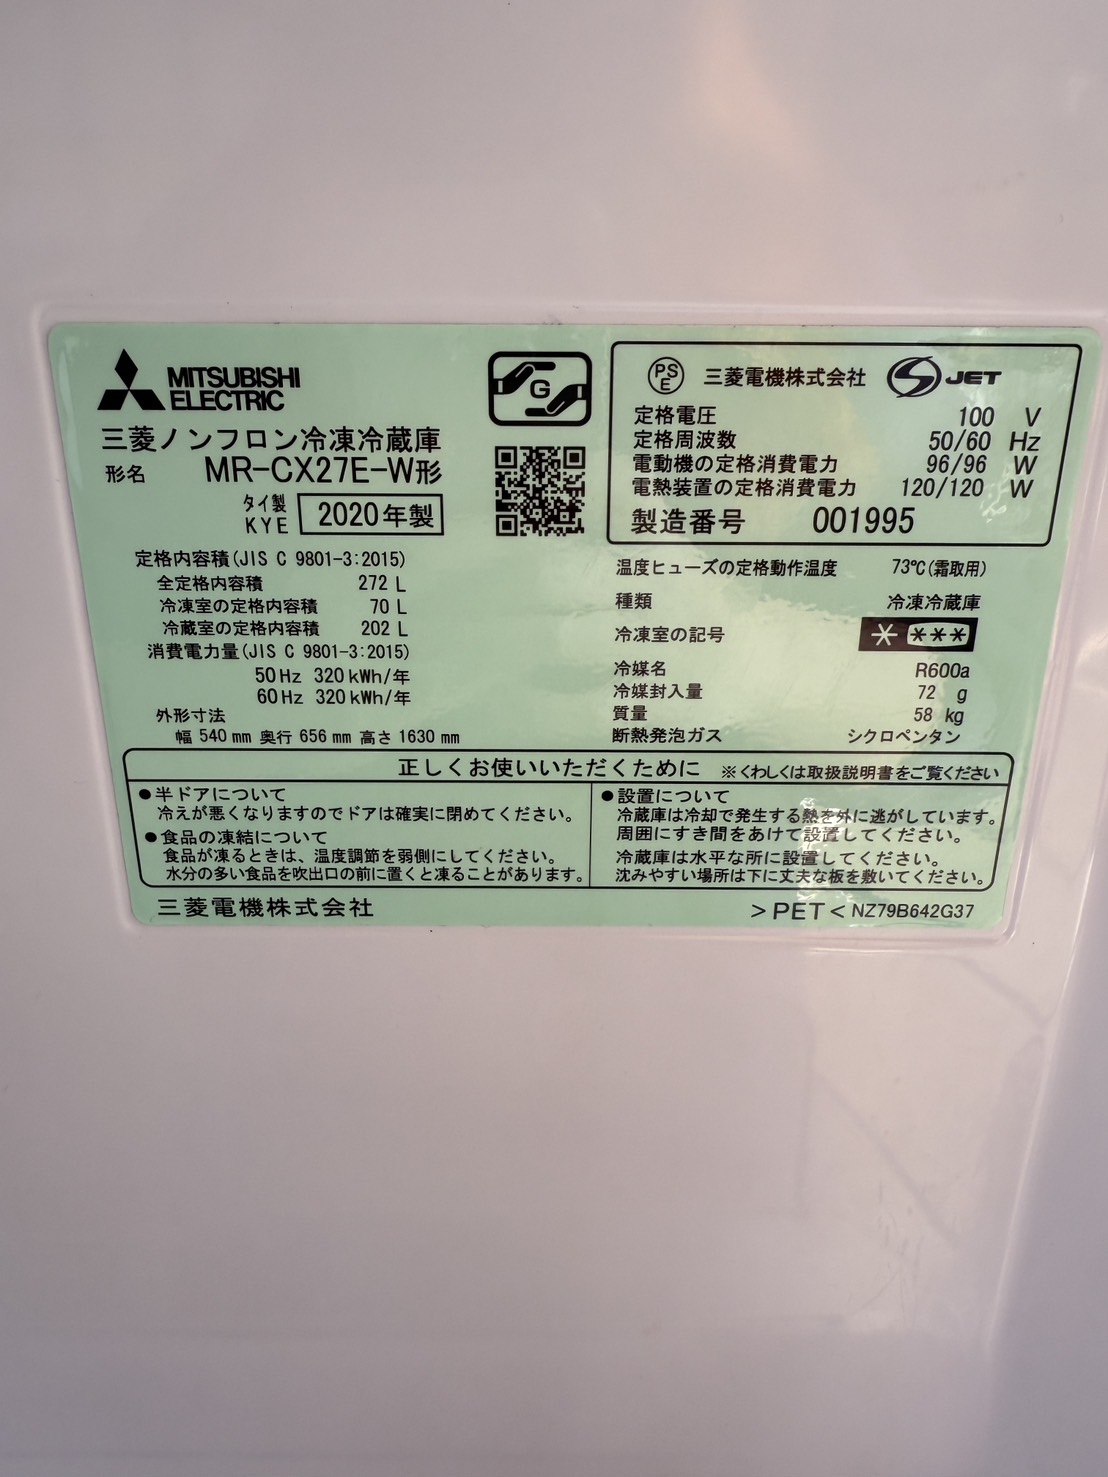 MITSUBISHI
ELECTRIC
三菱ノンフロン冷凍冷蔵庫
形名 MR-CX27E-W形
タイ製
KYE 2020年製
G
定格内容積(JIS C 9801-3:2015)
全定格内容積 272 L
冷凍室の定格内容積 70 L
冷蔵室の定格内容積 202 L
消費電力量(JIS C 9801-3:2015)
50Hz 320kWh/年
60Hz 320kWh/年
外形寸法
幅 540 mm 奥行 656 mm 高さ 1630 mm
PSE 三菱電機株式会社 JET
定格電圧 100 V
定格周波数 50/60 Hz
電動機の定格消費電力 96/96 W
電熱装置の定格消費電力 120/120 W
製造番号 001995
温度ヒューズの定格動作温度 73℃(霜取用)
種類 冷凍冷蔵庫
冷凍室の記号 * ***
冷媒名 R600a
冷媒封入量 72 g
質量 58 kg
断熱発泡ガス シクロペンタン
正しくお使いいただくために ※くわしくは取扱説明書をご覧ください
●半ドアについて
冷えが悪くなりますのでドアは確実に閉めてください。
●食品の凍結について
食品が凍るときは、温度調節を弱側にしてください。
水分の多い食品を吹出口の前に置くと凍ることがあります。
●設置について
冷蔵庫は冷却で発生する熱を外に逃がしています。
周囲にすき間をあけて設置してください。
冷蔵庫は水平な所に設置してください。
沈みやすい場所は下に丈夫な板を敷いてください。
三菱電機株式会社
>PET< NZ79B642G37